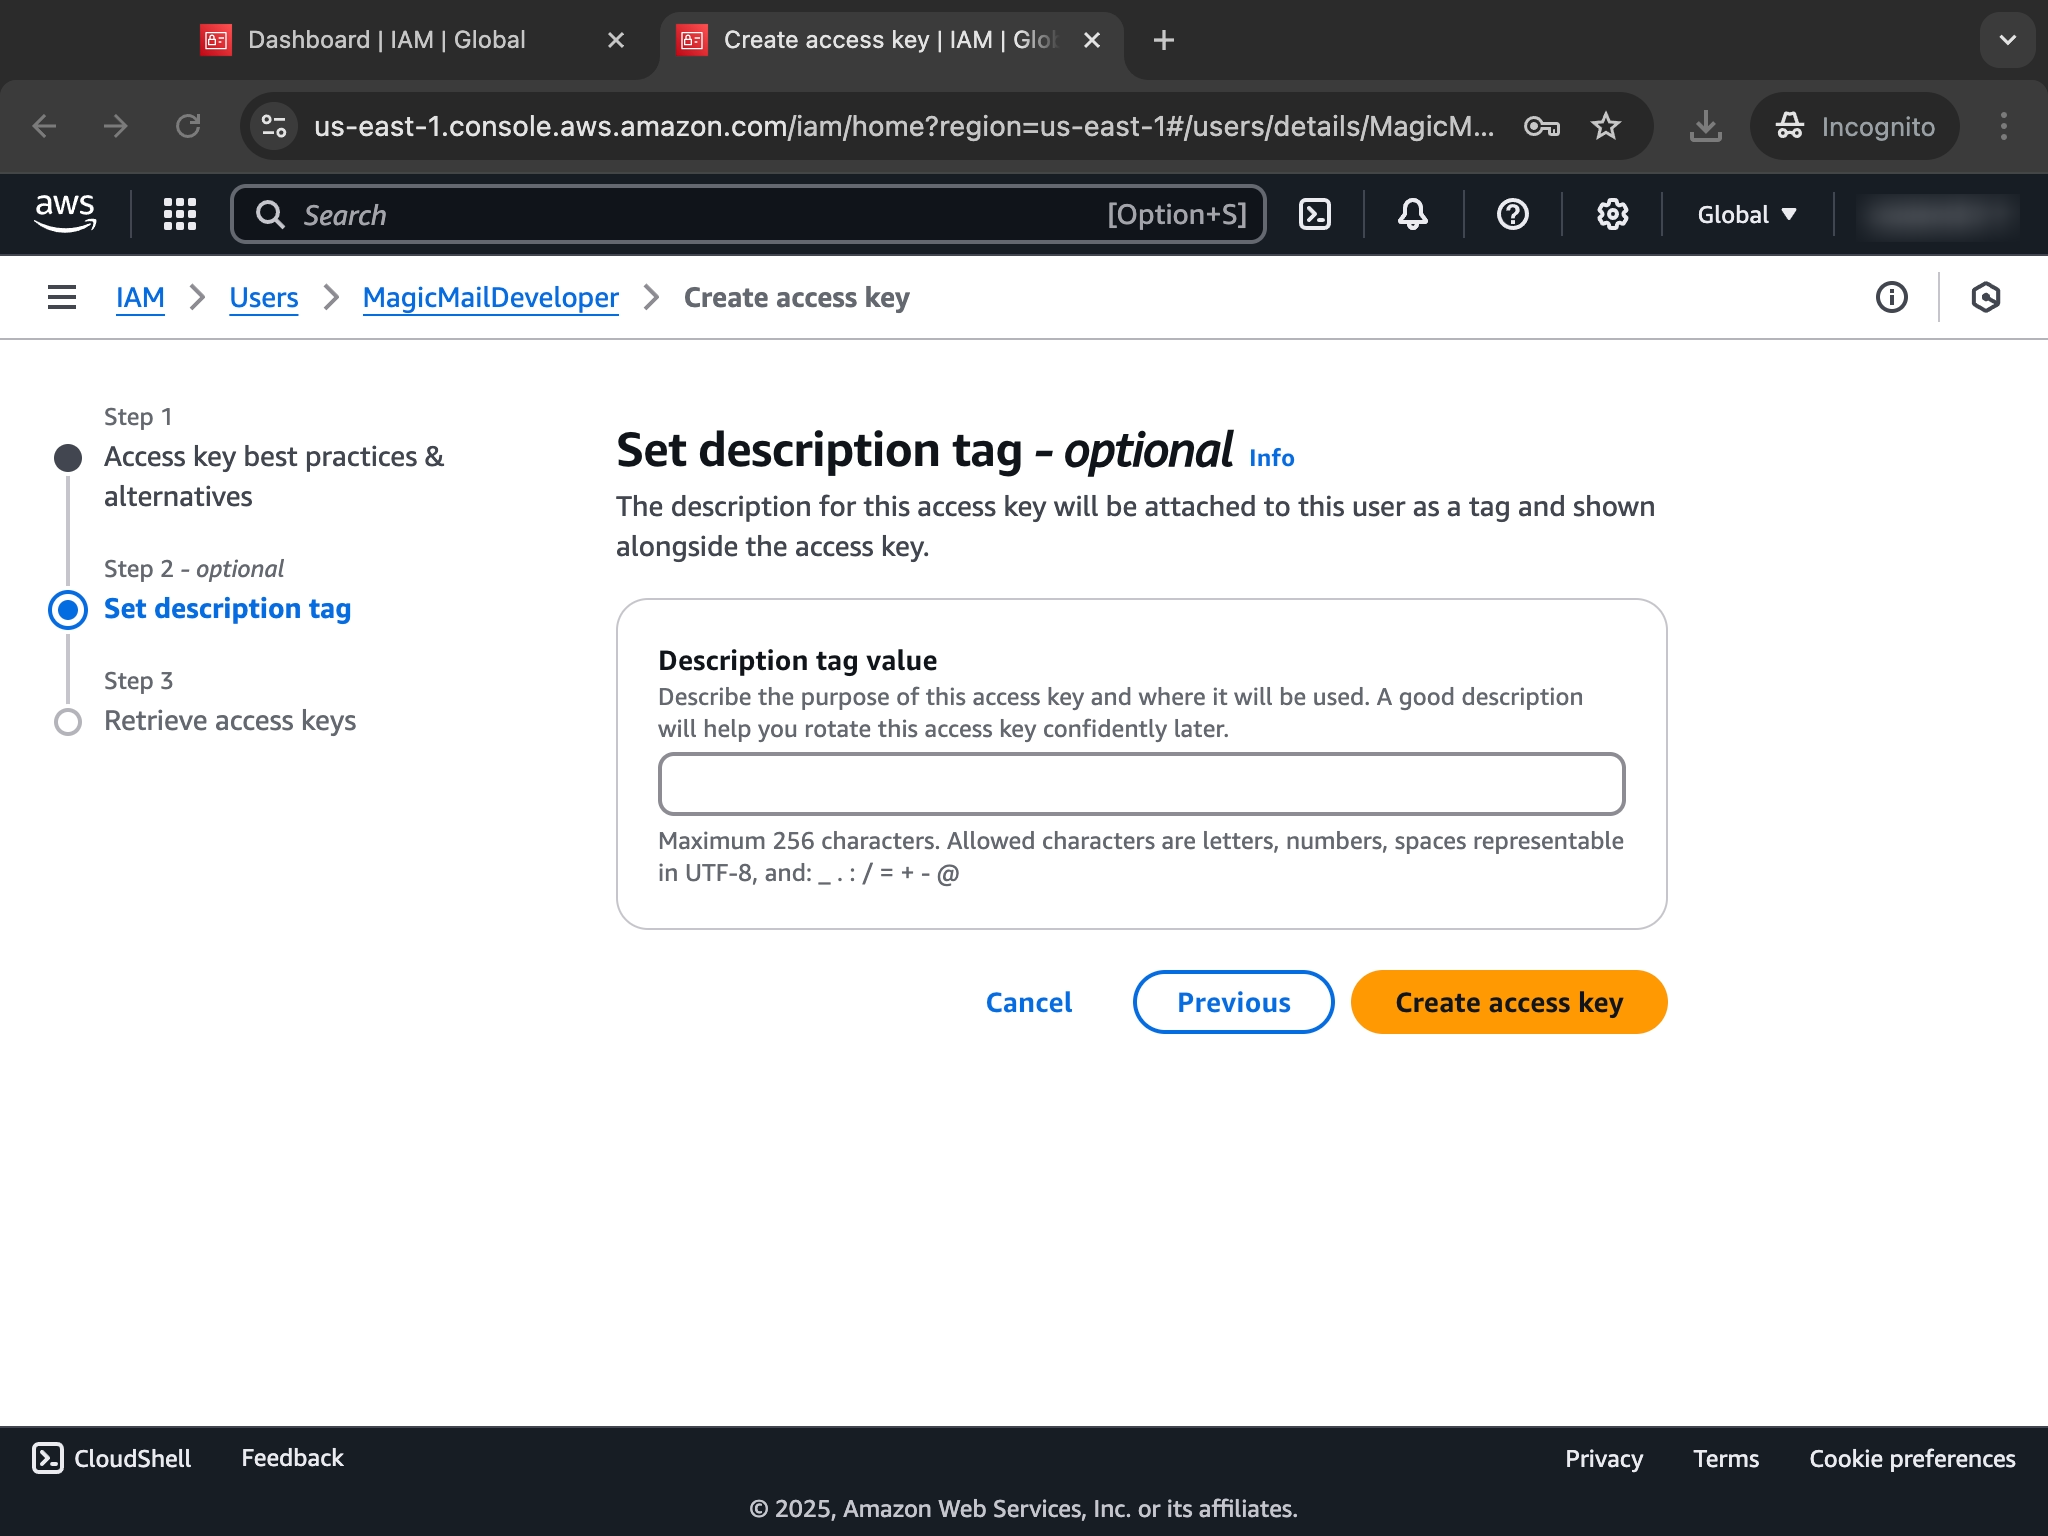 Dashboard | IAM | Global
Create access key | IAM | Glob
us-east-1.console.aws.amazon.com/iam/home?region=us-east-1#/users/details/MagicM...
Incognito
aws
Search
[Option+S]
Global
IAM
Users
MagicMailDeveloper
Create access key
Step 1
Access key best practices &
alternatives
Step 2 - optional
Set description tag
Step 3
Retrieve access keys
Set description tag - optional Info
The description for this access key will be attached to this user as a tag and shown
alongside the access key.
Description tag value
Describe the purpose of this access key and where it will be used. A good description
will help you rotate this access key confidently later.
Maximum 256 characters. Allowed characters are letters, numbers, spaces representable
in UTF-8, and: _ . : / = + - @
Cancel
Previous
Create access key
CloudShell
Feedback
Privacy
Terms
Cookie preferences
© 2025, Amazon Web Services, Inc. or its affiliates.